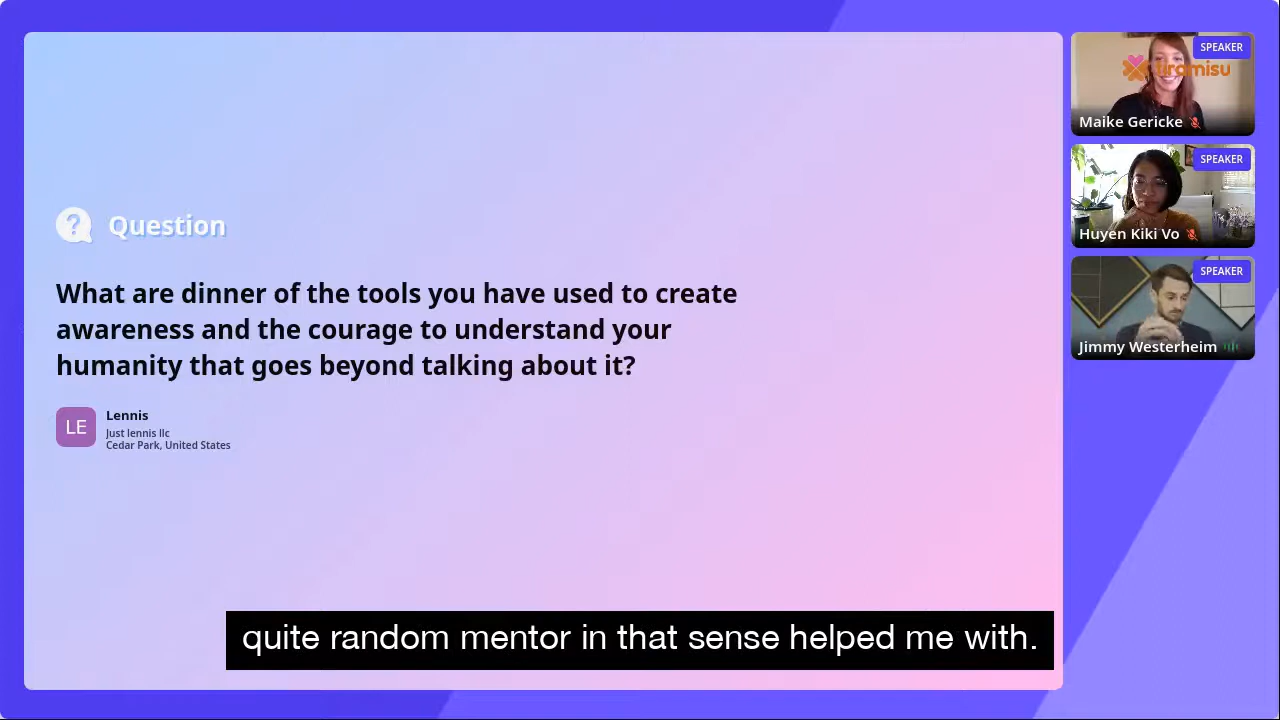 Question
What are dinner of the tools you have used to create
awareness and the courage to understand your
humanity that goes beyond talking about it?
LE
Lennis
Just lennis llc
Cedar Park, United States
quite random mentor in that sense helped me with.
SPEAKER
tiramisu
Maike Gericke
SPEAKER
Huyen Kiki Vo
SPEAKER
Jimmy Westerheim